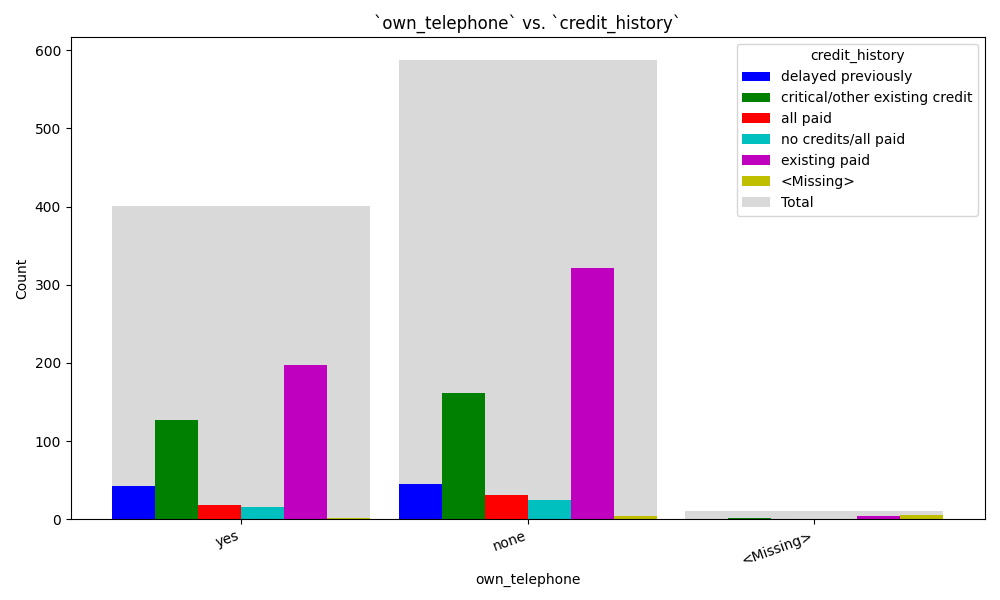 `own_telephone` vs. `credit_history`
600
500
400
300
200
100
0
Count
credit_history
delayed previously
critical/other existing credit
all paid
no credits/all paid
existing paid
<Missing>
Total
yes
none
<Missing>
own_telephone